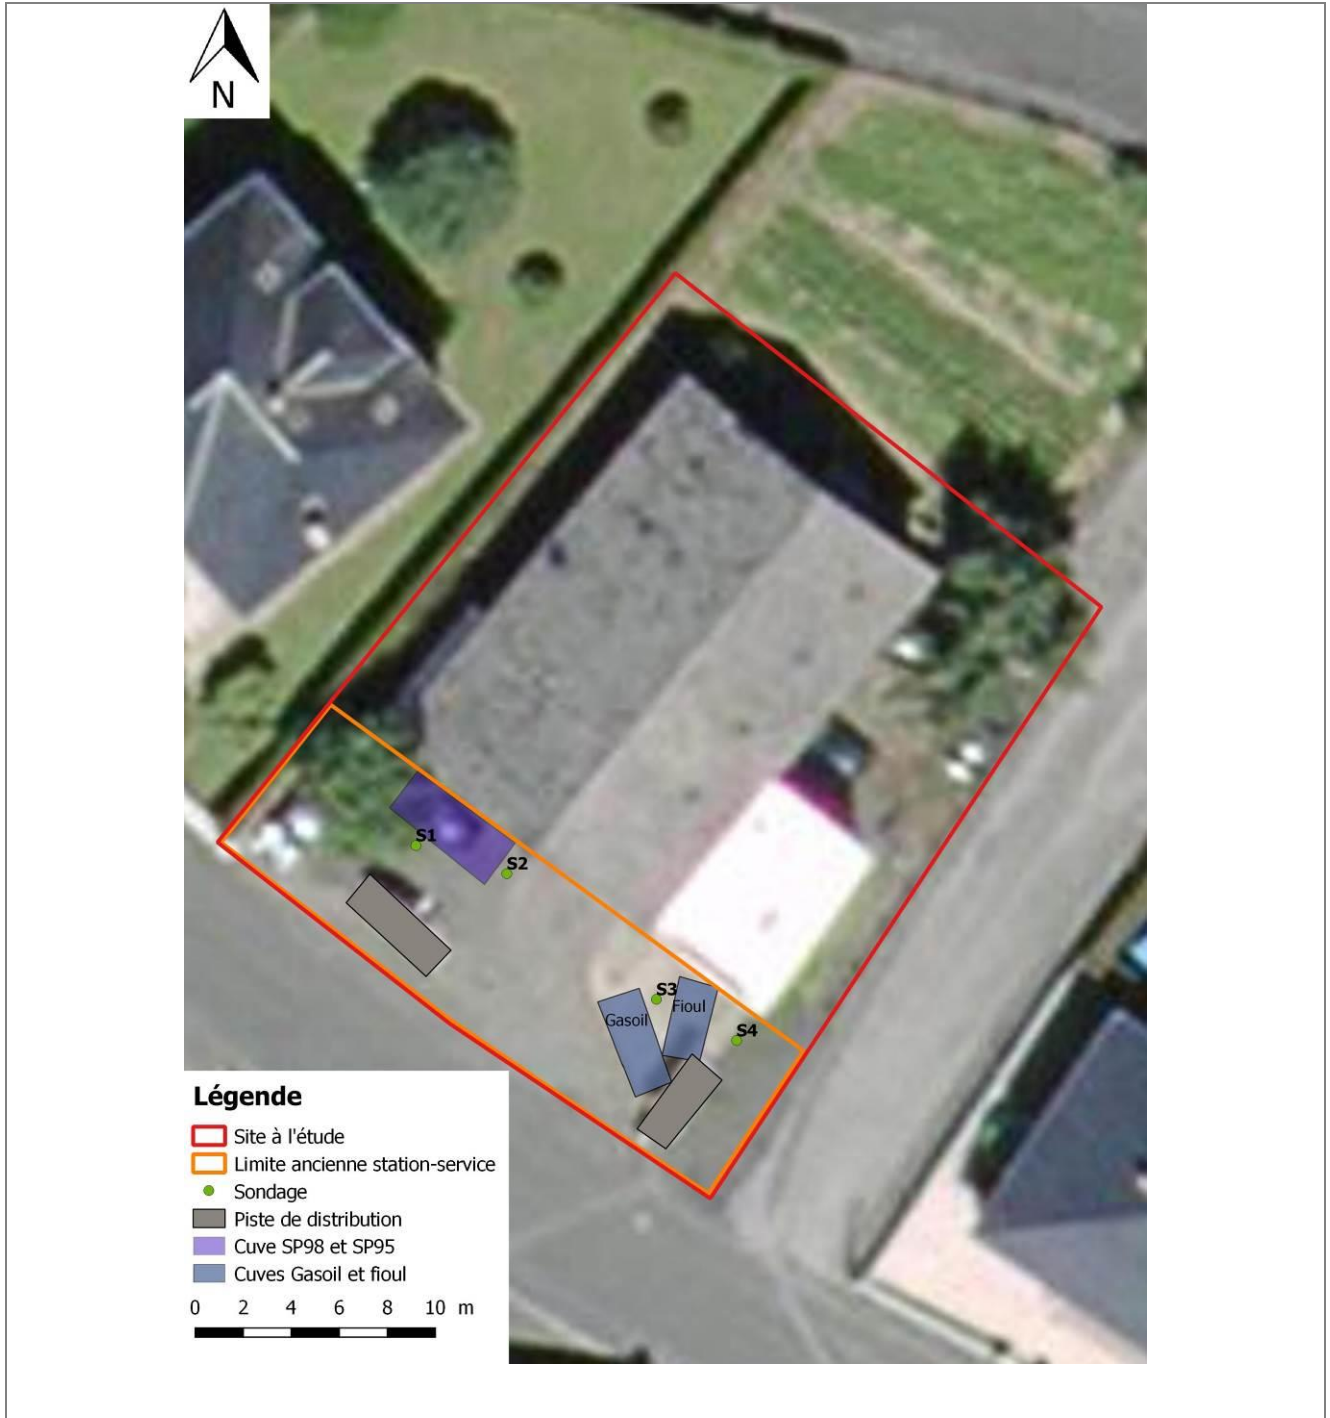 N
S1
S2
S3
Fioul
Gasoil
S4
Légende
Site à l'étude
Limite ancienne station-service
Sondage
Piste de distribution
Cuve SP98 et SP95
Cuves Gasoil et fioul
0 2 4 6 8 10 m